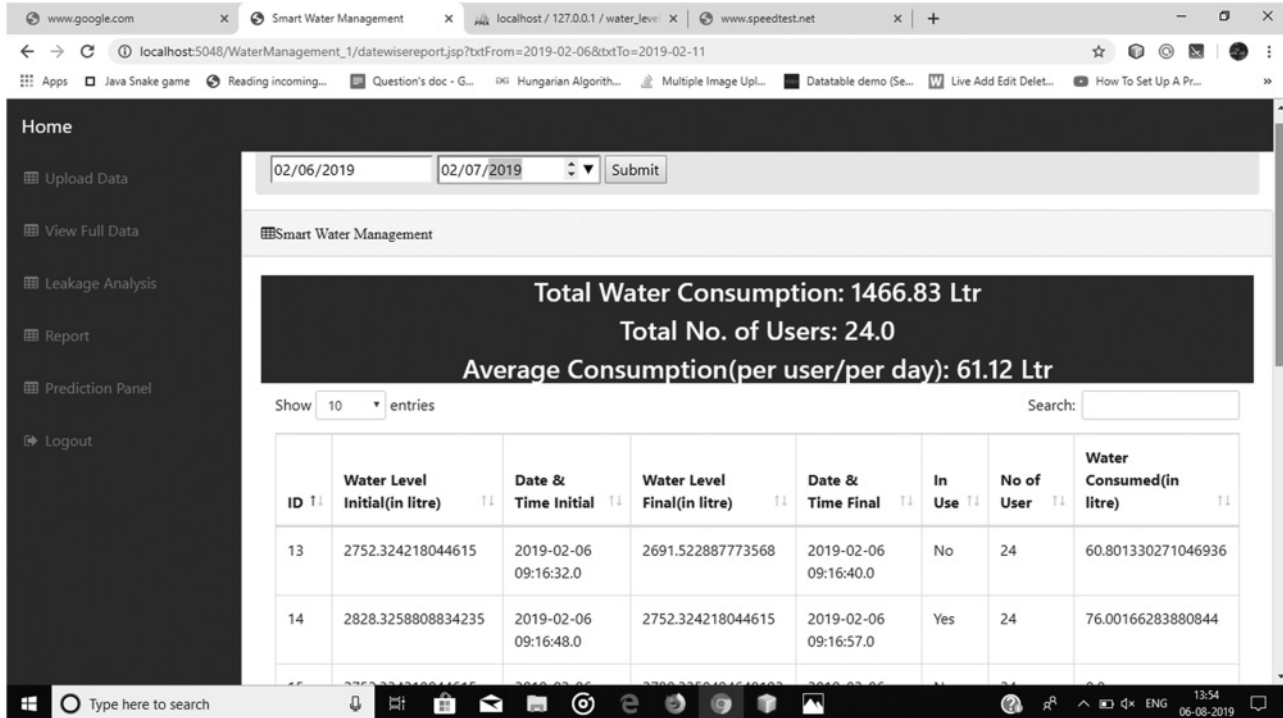 www.google.com
Smart Water Management
localhost / 127.0.0.1 / water_level
www.speedtest.net
localhost:5048/WaterManagement_1/datewisereport.jsp?txtFrom=2019-02-06&txtTo=2019-02-11
Apps Java Snake game Reading incoming... Question's doc - G... Hungarian Algorith... Multiple Image Upl... Datatable demo (Se... Live Add Edit Delet... How To Set Up A Pr...
Home
Upload Data
View Full Data
Leakage Analysis
Report
Prediction Panel
Logout
02/06/2019 02/07/2019 Submit
Smart Water Management
Total Water Consumption: 1466.83 Ltr
Total No. of Users: 24.0
Average Consumption(per user/per day): 61.12 Ltr
Show 10 entries Search:
ID Water Level Initial(in litre) Date & Time Initial Water Level Final(in litre) Date & Time Final In Use No of User Water Consumed(in litre)
13 2752.324218044615 2019-02-06 09:16:32.0 2691.522887773568 2019-02-06 09:16:40.0 No 24 60.801330271046936
14 2828.3258808834235 2019-02-06 09:16:48.0 2752.324218044615 2019-02-06 09:16:57.0 Yes 24 76.00166283880844
Type here to search
ENG
13:54
06-08-2019